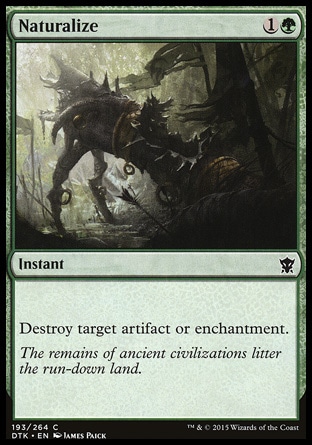 Naturalize 1
Instant
Destroy target artifact or enchantment.
The remains of ancient civilizations litter
the run-down land.
193/264 C
DTK • EN James Paick ™ & © 2015 Wizards of the Coast